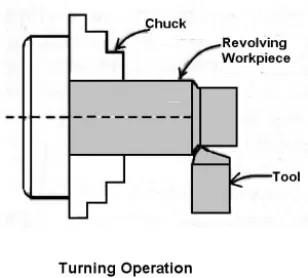 Chuck
Revolving
Workpiece
Tool
Turning Operation